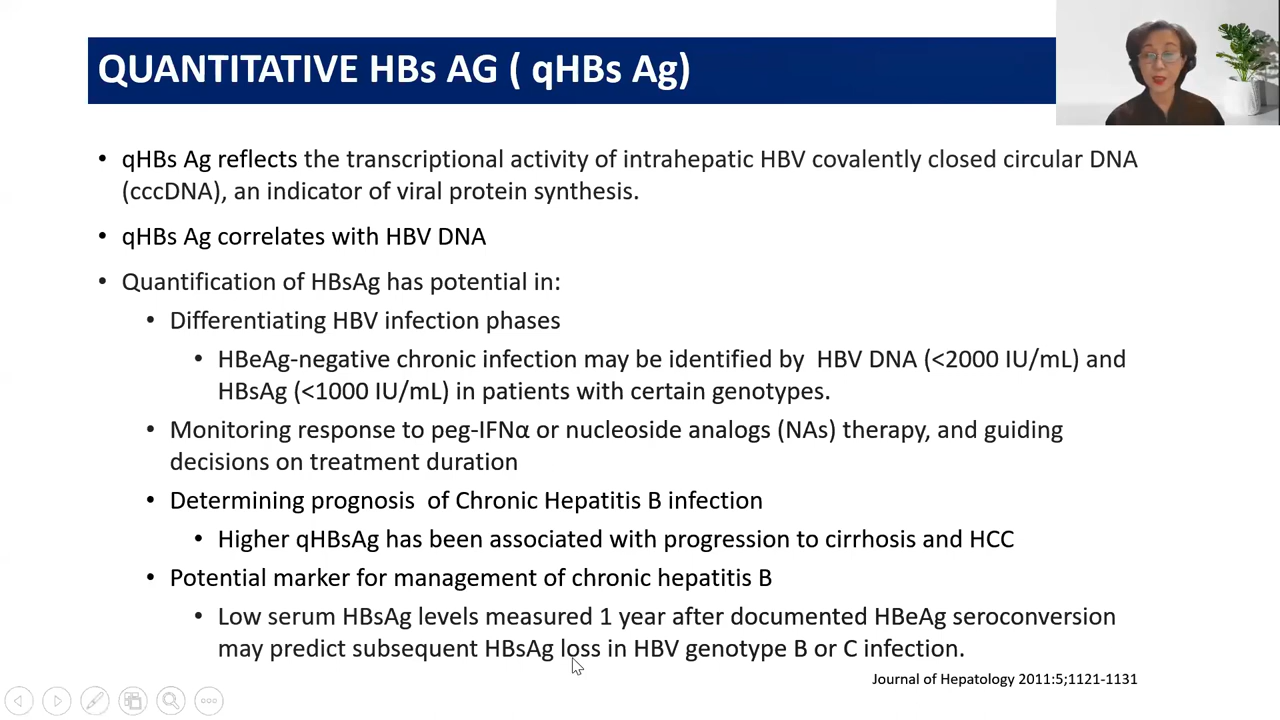 QUANTITATIVE HBs AG ( qHBs Ag)
• qHBs Ag reflects the transcriptional activity of intrahepatic HBV covalently closed circular DNA
(cccDNA), an indicator of viral protein synthesis.
• qHBs Ag correlates with HBV DNA
• Quantification of HBsAg has potential in:
• Differentiating HBV infection phases
• HBeAg-negative chronic infection may be identified by HBV DNA (<2000 IU/mL) and
HBsAg (<1000 IU/mL) in patients with certain genotypes.
• Monitoring response to peg-IFNα or nucleoside analogs (NAs) therapy, and guiding
decisions on treatment duration
• Determining prognosis of Chronic Hepatitis B infection
• Higher qHBsAg has been associated with progression to cirrhosis and HCC
• Potential marker for management of chronic hepatitis B
• Low serum HBsAg levels measured 1 year after documented HBeAg seroconversion
may predict subsequent HBsAg loss in HBV genotype B or C infection.
Journal of Hepatology 2011:5;1121-1131